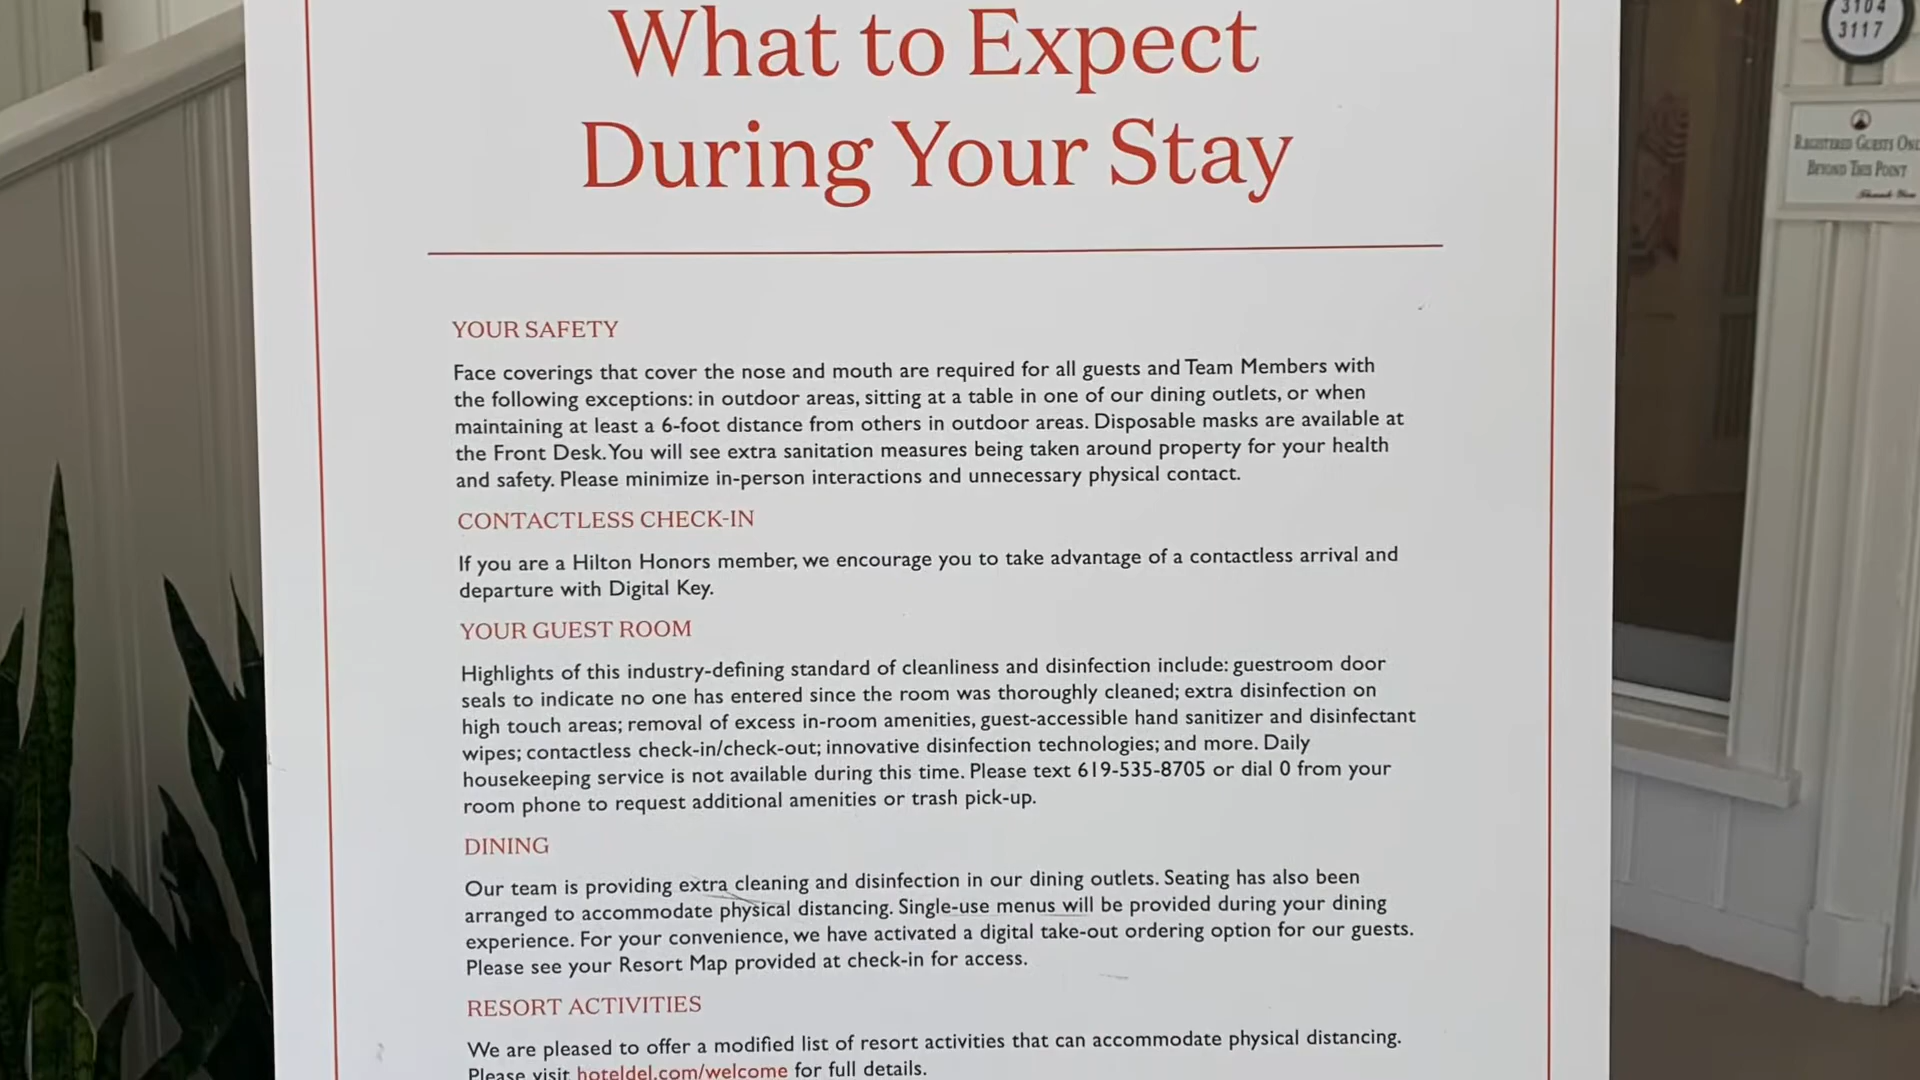 What to Expect
During Your Stay
YOUR SAFETY
Face coverings that cover the nose and mouth are required for all guests and Team Members with
the following exceptions: in outdoor areas, sitting at a table in one of our dining outlets, or when
maintaining at least a 6-foot distance from others in outdoor areas. Disposable masks are available at
the Front Desk. You will see extra sanitation measures being taken around property for your health
and safety. Please minimize in-person interactions and unnecessary physical contact.
CONTACTLESS CHECK-IN
If you are a Hilton Honors member, we encourage you to take advantage of a contactless arrival and
departure with Digital Key.
YOUR GUEST ROOM
Highlights of this industry-defining standard of cleanliness and disinfection include: guestroom door
seals to indicate no one has entered since the room was thoroughly cleaned; extra disinfection on
high touch areas; removal of excess in-room amenities, guest-accessible hand sanitizer and disinfectant
wipes; contactless check-in/check-out; innovative disinfection technologies; and more. Daily
housekeeping service is not available during this time. Please text 619-535-8705 or dial 0 from your
room phone to request additional amenities or trash pick-up.
DINING
Our team is providing extra cleaning and disinfection in our dining outlets. Seating has also been
arranged to accommodate physical distancing. Single-use menus will be provided during your dining
experience. For your convenience, we have activated a digital take-out ordering option for our guests.
Please see your Resort Map provided at check-in for access.
RESORT ACTIVITIES
We are pleased to offer a modified list of resort activities that can accommodate physical distancing.
Please visit hoteldel.com/welcome for full details.
3104
3117
REGISTERED GUESTS ONL
BEYOND THIS POINT
Thank You